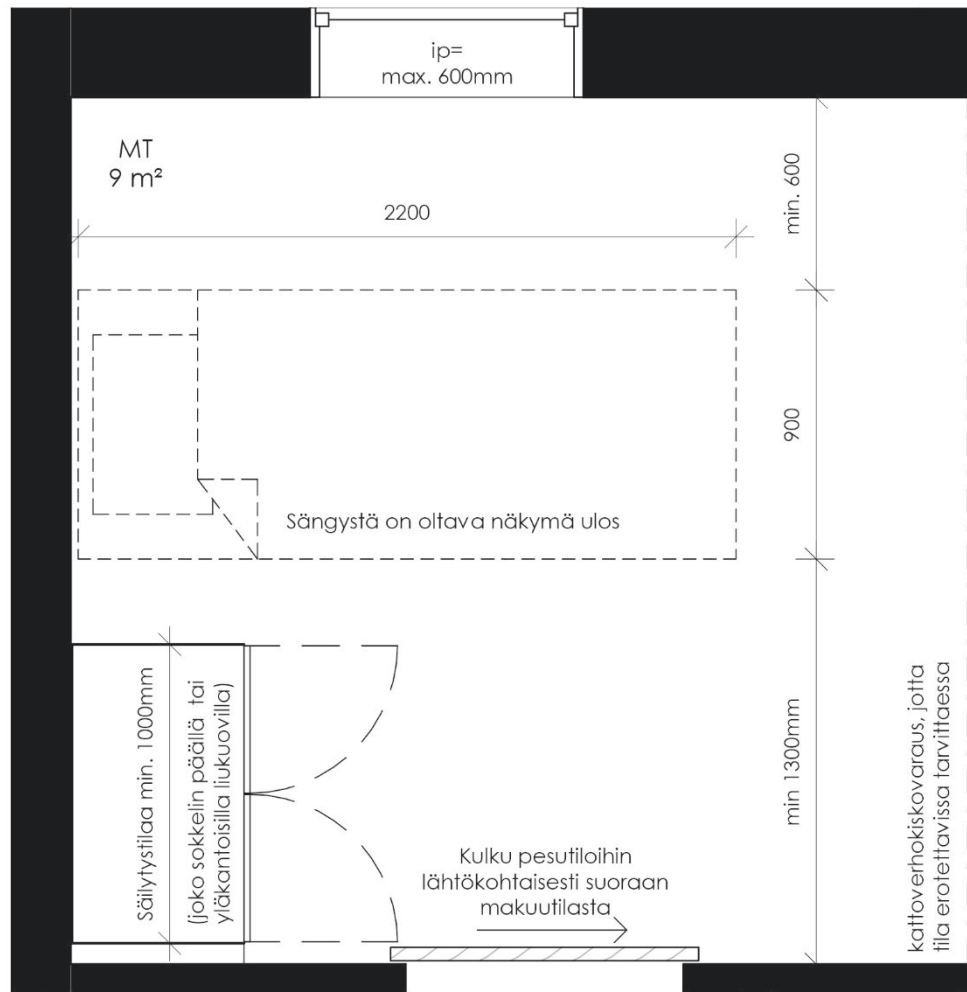 ip=
max. 600mm
MT
9 m²
min. 600
2200
900
Sängystä on oltava näkymä ulos
Säilytystilaa min. 1000mm
(joko sokkelin päällä tai
yläkantoisilla liukuovilla)
min 1300mm
Kulku pesutiloihin
lähtökohtaisesti suoraan
makuutilasta
kattoverhokiskovaraus, jotta
tila erotettavissa tarvittaessa